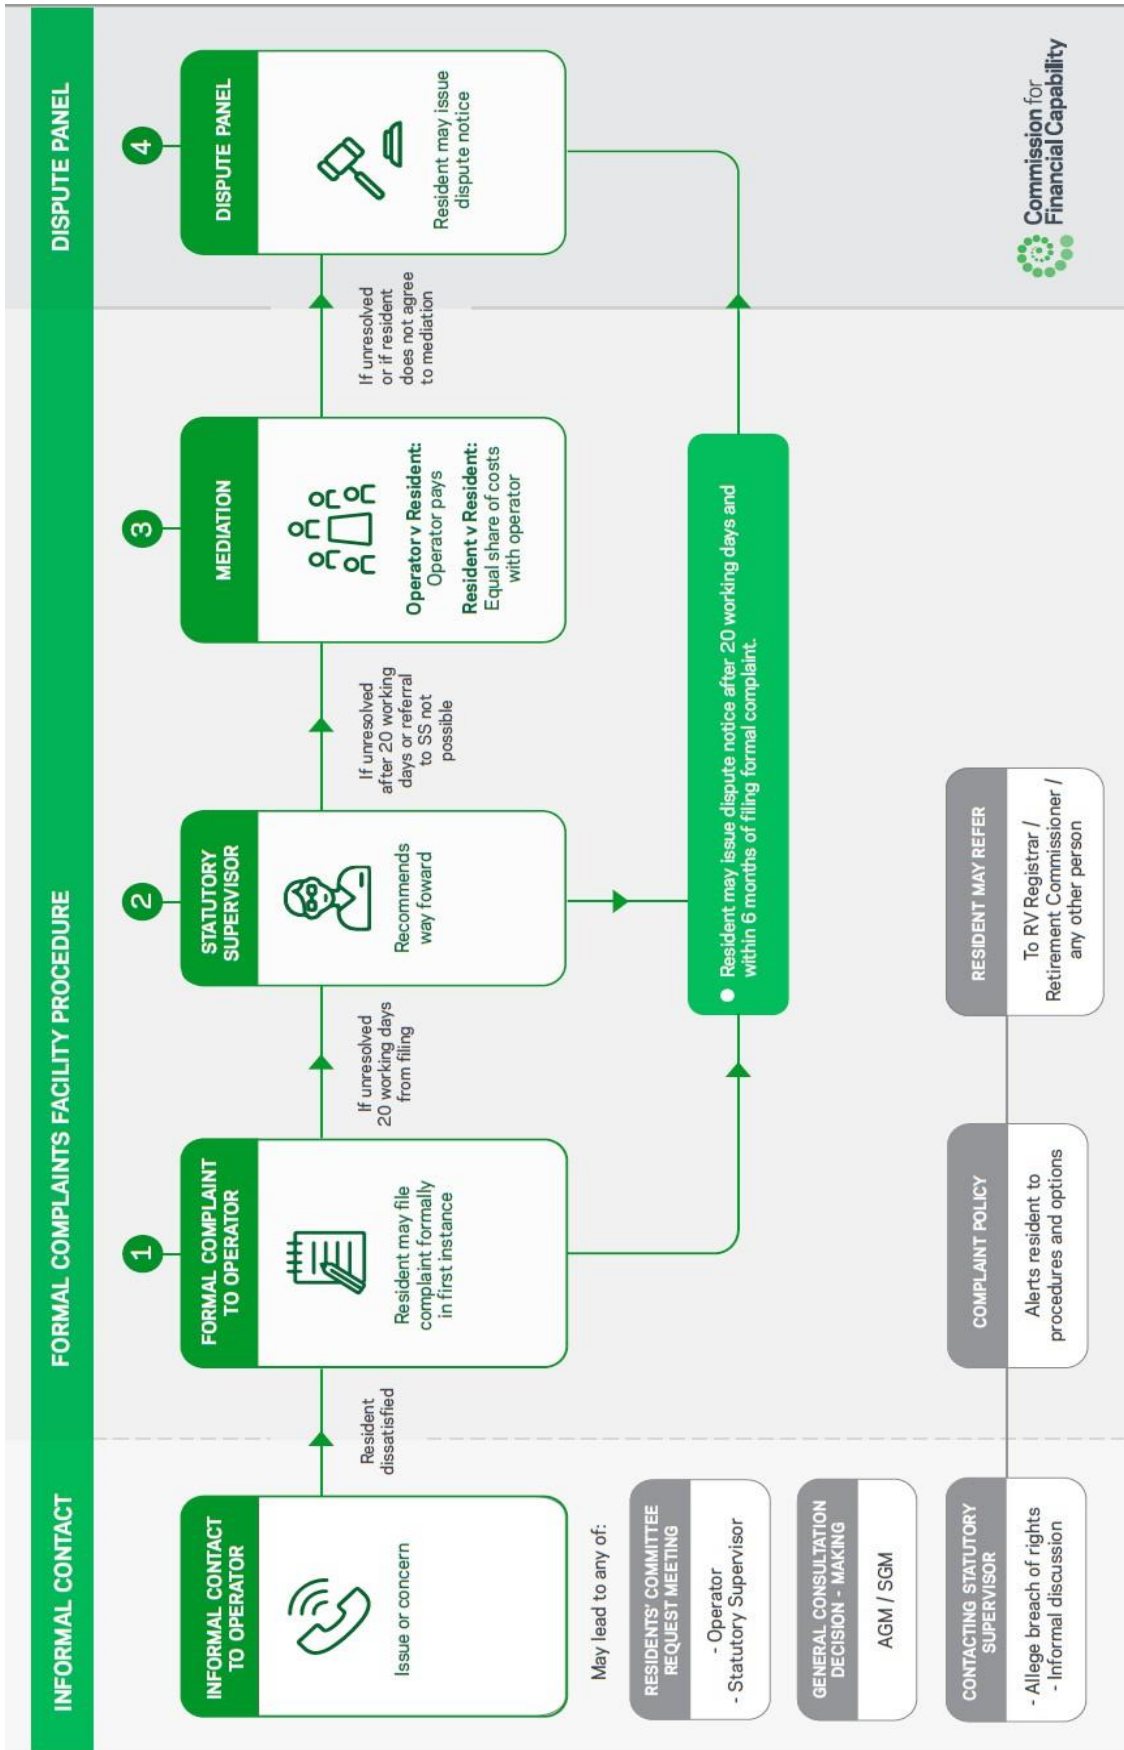 INFORMAL CONTACT
FORMAL COMPLAINTS FACILITY PROCEDURE
DISPUTE PANEL
INFORMAL CONTACT
TO OPERATOR
Issue or concern
Resident
dissatisfied
1
FORMAL COMPLAINT
TO OPERATOR
Resident may file
complaint formally
in first instance
If unresolved
20 working days
from filing
2
STATUTORY
SUPERVISOR
Recommends
way foward
If unresolved
after 20 working
days or referral
to SS not
possible
3
MEDIATION
Operator v Resident:
Operator pays
Resident v Resident:
Equal share of costs
with operator
If unresolved
or if resident
does not agree
to mediation
4
DISPUTE PANEL
Resident may issue
dispute notice
Resident may issue dispute notice after 20 working days and
within 6 months of filing formal complaint.
May lead to any of:
RESIDENTS' COMMITTEE
REQUEST MEETING
- Operator
- Statutory Supervisor
GENERAL CONSULTATION
DECISION - MAKING
AGM / SGM
CONTACTING STATUTORY
SUPERVISOR
- Allege breach of rights
- Informal discussion
COMPLAINT POLICY
Alerts resident to
procedures and options
RESIDENT MAY REFER
To RV Registrar /
Retirement Commissioner /
any other person
Commission for
Financial Capability